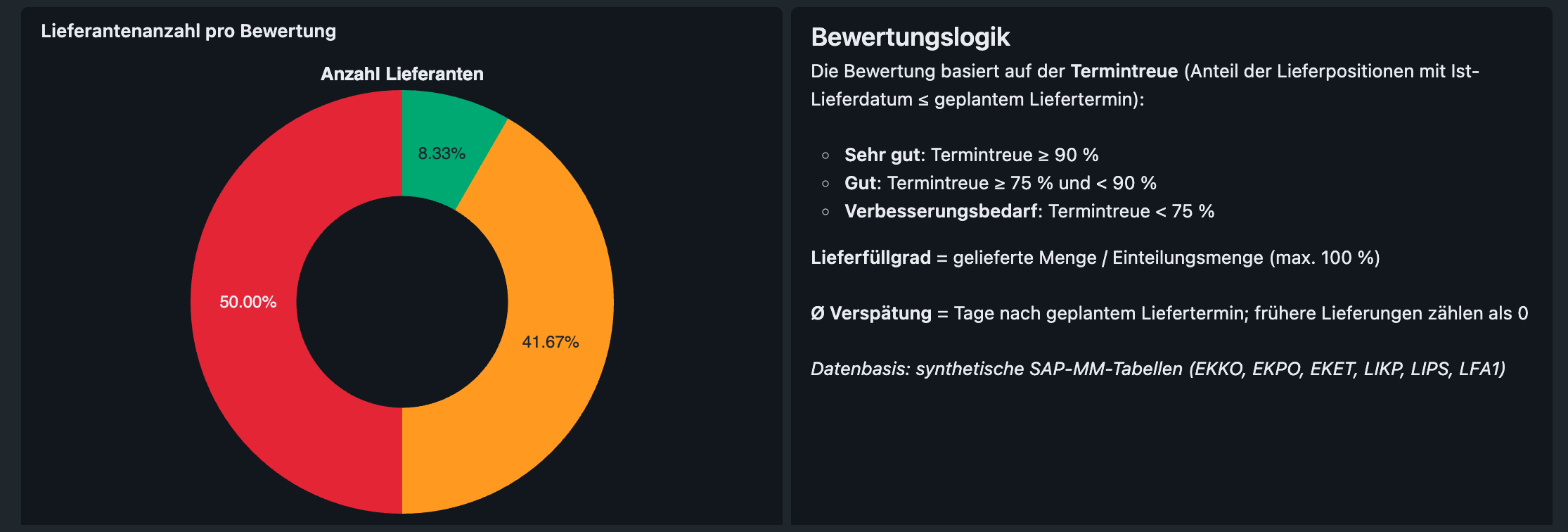 Lieferantenanzahl pro Bewertung
Anzahl Lieferanten
8.33%
50.00%
41.67%
Bewertungslogik
Die Bewertung basiert auf der Termintreue (Anteil der Lieferpositionen mit Ist-
Lieferdatum ≤ geplantem Liefertermin):
Sehr gut: Termintreue ≥ 90 %
Gut: Termintreue ≥ 75 % und < 90 %
Verbesserungsbedarf: Termintreue < 75 %
Lieferfüllgrad = gelieferte Menge / Einteilungsmenge (max. 100 %)
Ø Verspätung = Tage nach geplantem Liefertermin; frühere Lieferungen zählen als 0
Datenbasis: synthetische SAP-MM-Tabellen (EKKO, EKPO, EKET, LIKP, LIPS, LFA1)